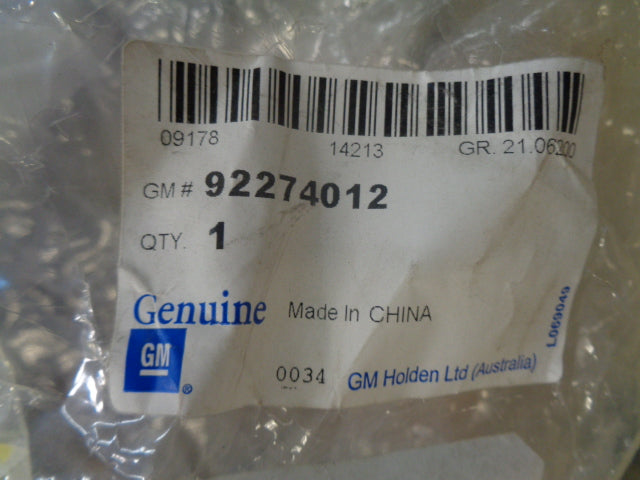 09178 14213 GR. 21.06200
GM # 92274012
QTY. 1
Genuine Made In CHINA
GM ®
0034 GM Holden Ltd (Australia)
L069049